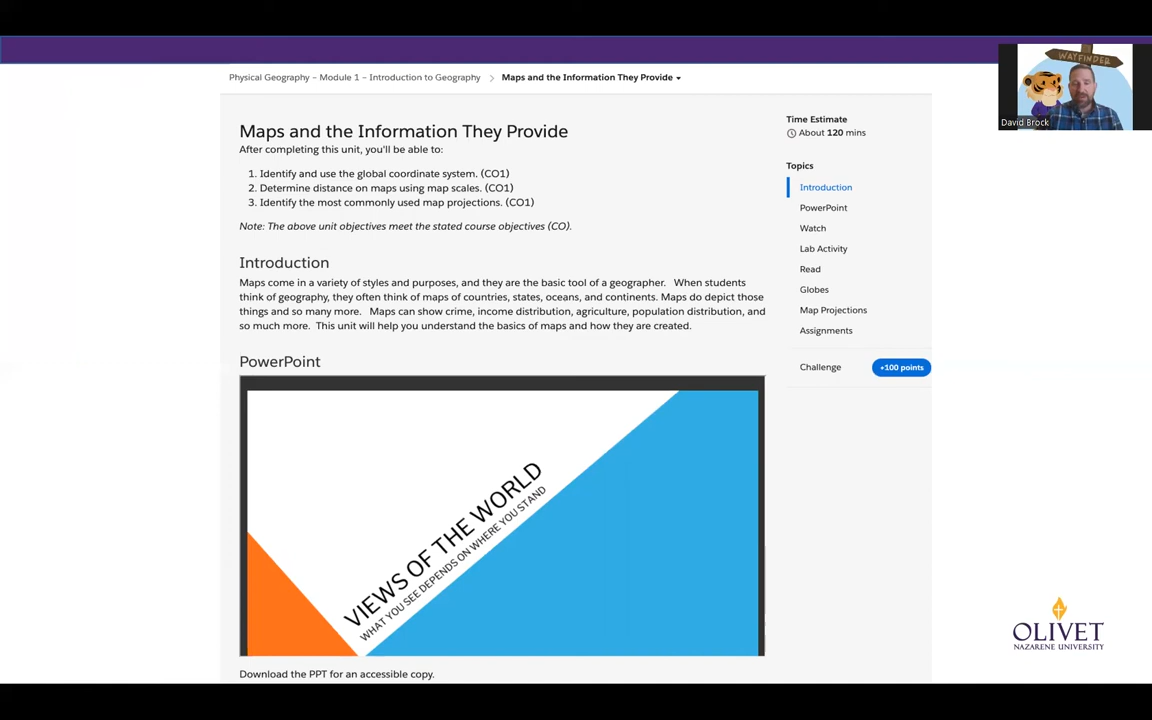 Physical Geography – Module 1 – Introduction to Geography > Maps and the Information They Provide
WAYFINDER
David Brock
Maps and the Information They Provide
After completing this unit, you'll be able to:
1. Identify and use the global coordinate system. (CO1)
2. Determine distance on maps using map scales. (CO1)
3. Identify the most commonly used map projections. (CO1)
Note: The above unit objectives meet the stated course objectives (CO).
Introduction
Maps come in a variety of styles and purposes, and they are the basic tool of a geographer. When students
think of geography, they often think of maps of countries, states, oceans, and continents. Maps do depict those
things and so many more. Maps can show crime, income distribution, agriculture, population distribution, and
so much more. This unit will help you understand the basics of maps and how they are created.
PowerPoint
VIEWS OF THE WORLD
WHAT YOU SEE DEPENDS ON WHERE YOU STAND
Download the PPT for an accessible copy.
Time Estimate
About 120 mins
Topics
Introduction
PowerPoint
Watch
Lab Activity
Read
Globes
Map Projections
Assignments
Challenge +100 points
OLIVET
NAZARENE UNIVERSITY